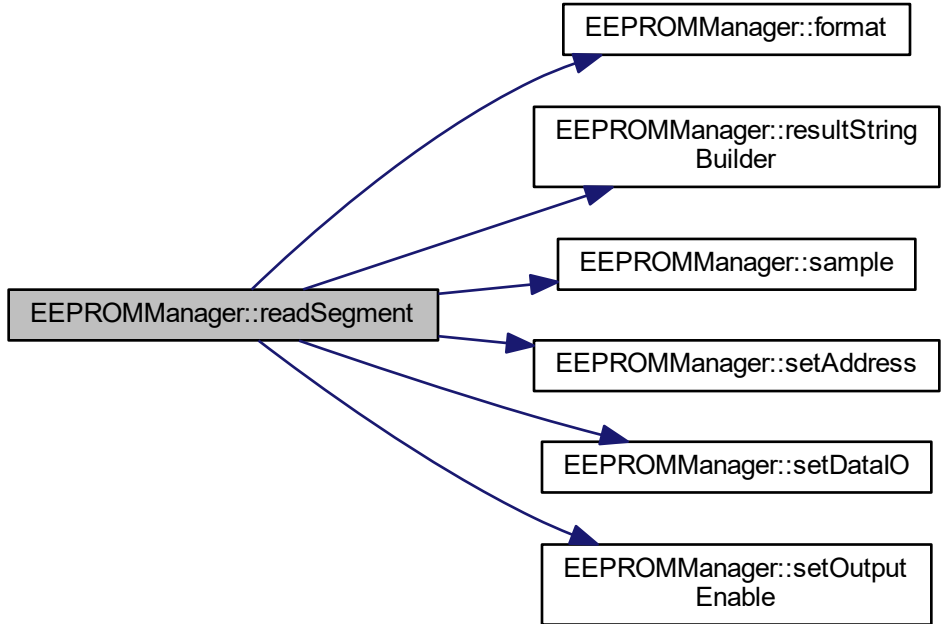 EEPROMManager::format
EEPROMManager::resultString
Builder
EEPROMManager::sample
EEPROMManager::readSegment
EEPROMManager::setAddress
EEPROMManager::setDataIO
EEPROMManager::setOutput
Enable